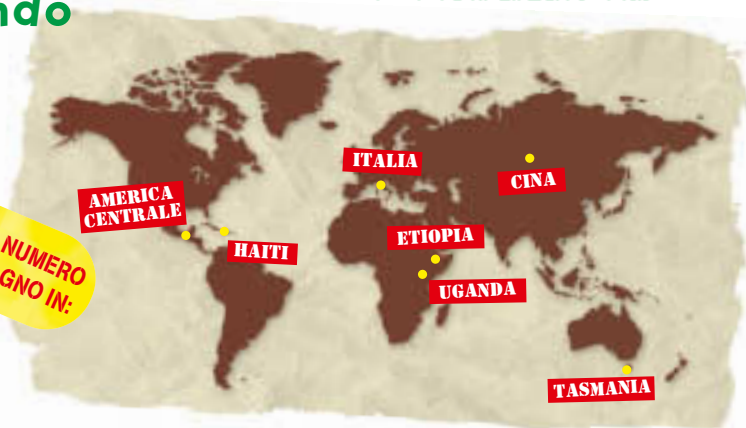 ndo
ITALIA
CINA
AMERICA
CENTRALE
ETIOPIA
HAITI
NUMERO
GNO IN:
UGANDA
TASMANIA